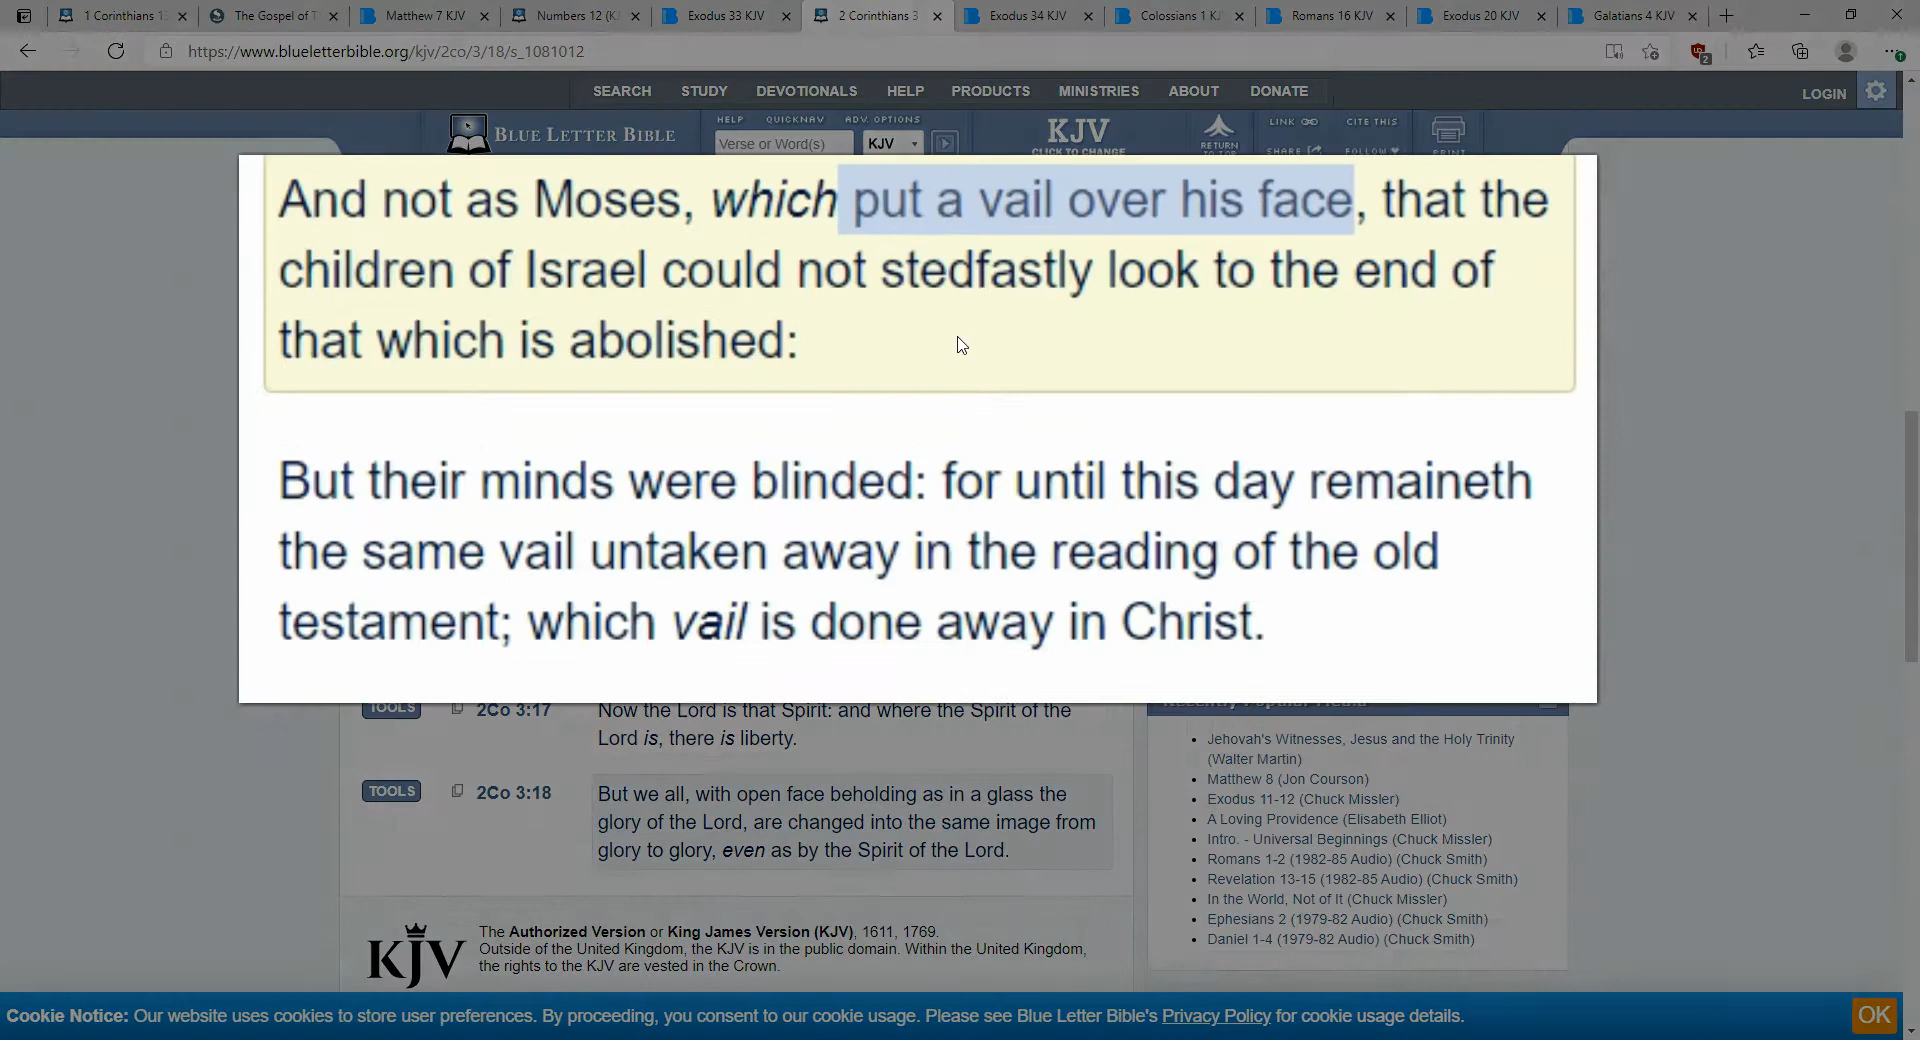 1 Corinthians 1
The Gospel of T
Matthew 7 KJV
Numbers 12 (K
Exodus 33 KJV
2 Corinthians 3
Exodus 34 KJV
Colossians 1 K
Romans 16 KJV
Exodus 20 KJV
Galatians 4 KJV
https://www.blueletterbible.org/kjv/2co/3/18/s_1081012
2
SEARCH STUDY DEVOTIONALS HELP PRODUCTS MINISTRIES ABOUT DONATE
LOGIN
BLUE LETTER BIBLE
HELP QUICKNAV ADV. OPTIONS
Verse or Word(s) KJV
KJV
CLICK TO CHANGE
RETURN
TO TOP
LINK CITE THIS
SHARE FOLLOW
PRINT
And not as Moses, which put a vail over his face, that the
children of Israel could not stedfastly look to the end of
that which is abolished:
But their minds were blinded: for until this day remaineth
the same vail untaken away in the reading of the old
testament; which vail is done away in Christ.
TOOLS 2Co 3:17 Now the Lord is that Spirit: and where the Spirit of the
Lord is, there is liberty.
TOOLS 2Co 3:18 But we all, with open face beholding as in a glass the
glory of the Lord, are changed into the same image from
glory to glory, even as by the Spirit of the Lord.
KJV
The Authorized Version or King James Version (KJV), 1611, 1769.
Outside of the United Kingdom, the KJV is in the public domain. Within the United Kingdom,
the rights to the KJV are vested in the Crown.
Jehovah's Witnesses, Jesus and the Holy Trinity
(Walter Martin)
Matthew 8 (Jon Courson)
Exodus 11-12 (Chuck Missler)
A Loving Providence (Elisabeth Elliot)
Intro. - Universal Beginnings (Chuck Missler)
Romans 1-2 (1982-85 Audio) (Chuck Smith)
Revelation 13-15 (1982-85 Audio) (Chuck Smith)
In the World, Not of It (Chuck Missler)
Ephesians 2 (1979-82 Audio) (Chuck Smith)
Daniel 1-4 (1979-82 Audio) (Chuck Smith)
Cookie Notice: Our website uses cookies to store user preferences. By proceeding, you consent to our cookie usage. Please see Blue Letter Bible's Privacy Policy for cookie usage details.
OK